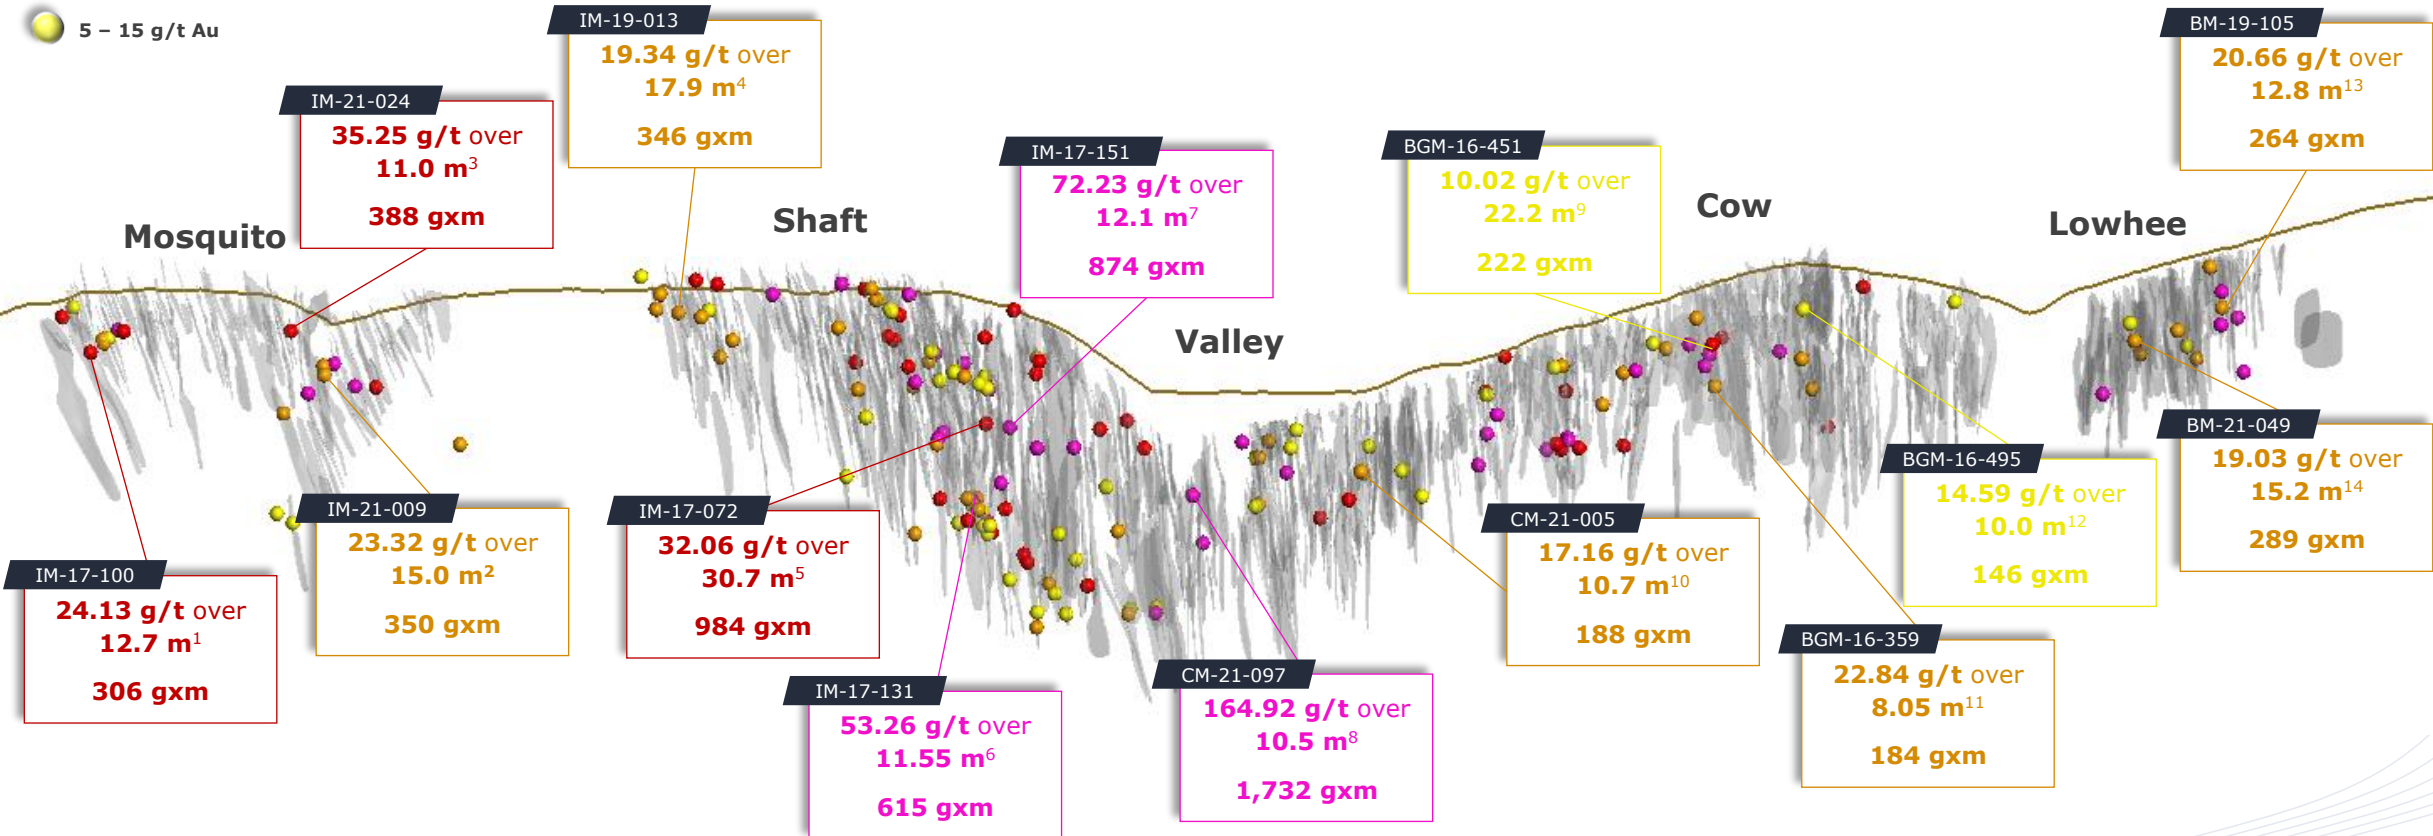 5 – 15 g/t Au
IM-19-013
19.34 g/t over
17.9 m⁴
346 gxm
BM-19-105
20.66 g/t over
12.8 m¹³
264 gxm
IM-21-024
35.25 g/t over
11.0 m³
388 gxm
IM-17-151
72.23 g/t over
12.1 m⁷
874 gxm
BGM-16-451
10.02 g/t over
22.2 m⁹
222 gxm
Mosquito
Shaft
Valley
Cow
Lowhee
IM-17-100
24.13 g/t over
12.7 m¹
306 gxm
IM-21-009
23.32 g/t over
15.0 m²
350 gxm
IM-17-072
32.06 g/t over
30.7 m⁵
984 gxm
IM-17-131
53.26 g/t over
11.55 m⁶
615 gxm
CM-21-097
164.92 g/t over
10.5 m⁸
1,732 gxm
CM-21-005
17.16 g/t over
10.7 m¹⁰
188 gxm
BGM-16-359
22.84 g/t over
8.05 m¹¹
184 gxm
BGM-16-495
14.59 g/t over
10.0 m¹²
146 gxm
BM-21-049
19.03 g/t over
15.2 m¹⁴
289 gxm